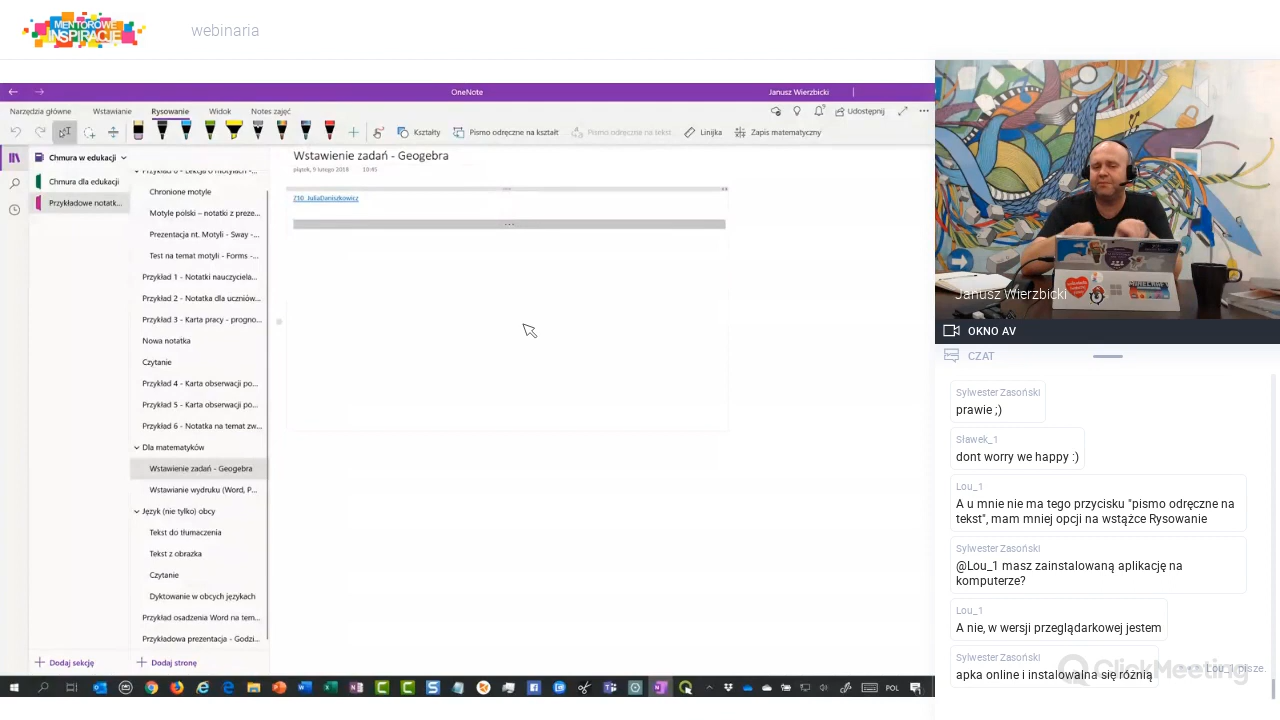 MENTOROWE
INSPIRACJE
webinaria
OneNote
Janusz Wierzbicki
Narzędzia główne
Wstawianie
Rysowanie
Widok
Notes zajęć
Udostępnij
Kształty
Pismo odręczne na kształt
Pismo odręczne na tekst
Linijka
Zapis matematyczny
Chmura w edukacji
Chmura dla edukacji
Przykładowe notatk...
Chronione motyle
Motyle polski – notatki z preze...
Prezentacja nt. Motyli - Sway -...
Test na temat motyli - Forms -...
Przykład 1 - Notatki nauczyciela...
Przykład 2 - Notatka dla uczniów...
Przykład 3 - Karta pracy - progno...
Nowa notatka
Czytanie
Przykład 4 - Karta obserwacji po...
Przykład 5 - Karta obserwacji po...
Przykład 6 - Notatka na temat zw...
Dla matematyków
Wstawienie zadań - Geogebra
Wstawianie wydruku (Word, P...
Język (nie tylko) obcy
Tekst do tłumaczenia
Tekst z obrazka
Czytanie
Dyktowanie w obcych językach
Przykład osadzenia Word na tem...
Przykładowa prezentacja - Godzi...
Dodaj sekcję
Dodaj stronę
Wstawienie zadań - Geogebra
piątek, 9 lutego 2018 10:45
Z30_JuliaDaniszkowicz
POL
Janusz Wierzbicki
OKNO AV
CZAT
Sylwester Zasoński
prawie ;)
Sławek_1
dont worry we happy :)
Lou_1
A u mnie nie ma tego przycisku "pismo odręczne na
tekst", mam mniej opcji na wstążce Rysowanie
Sylwester Zasoński
@Lou_1 masz zainstalowaną aplikację na
komputerze?
Lou_1
A nie, w wersji przeglądarkowej jestem
Sylwester Zasoński
apka online i instalowalna się różnią
Lou_1 pisze.
ClickMeeting